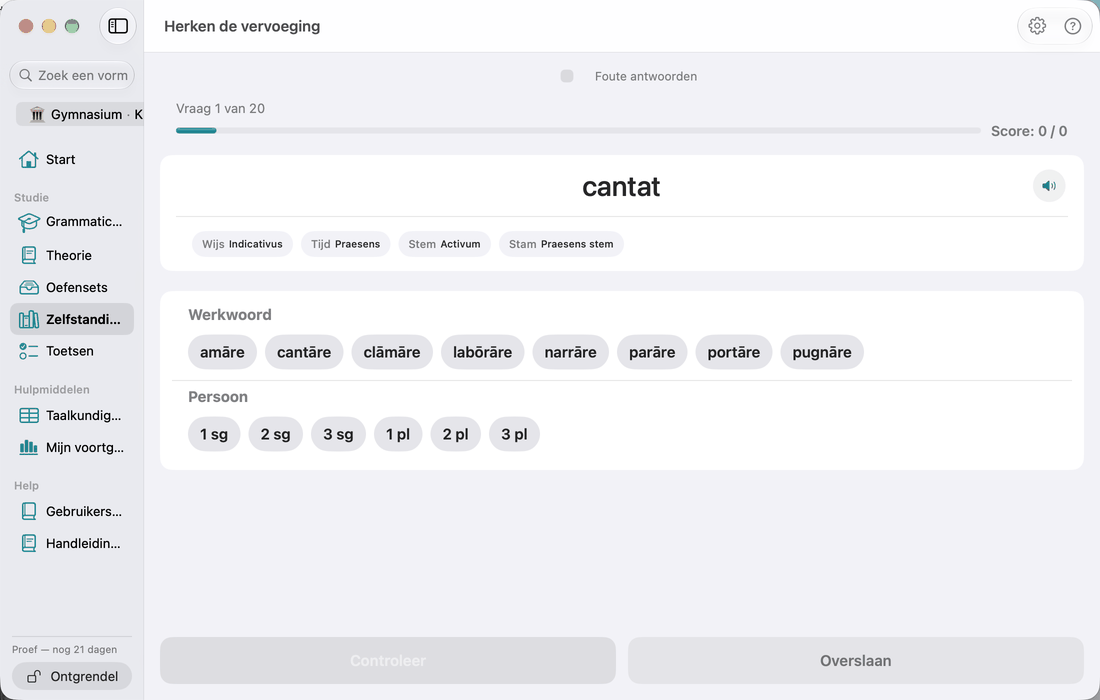 Herken de vervoeging
Zoek een vorm
Gymnasium · K
Start
Studie
Grammatic...
Theorie
Oefensets
Zelfstandi...
Toetsen
Hulpmiddelen
Taalkundig...
Mijn voortg...
Help
Gebruikers...
Handleidin...
Proef — nog 21 dagen
Ontgrendel
Foute antwoorden
Vraag 1 van 20
Score: 0 / 0
cantat
Wijs Indicativus Tijd Praesens Stem Activum Stam Praesens stem
Werkwoord
amāre cantāre clāmāre labōrāre narrāre parāre portāre pugnāre
Persoon
1 sg 2 sg 3 sg 1 pl 2 pl 3 pl
Controleer Overslaan